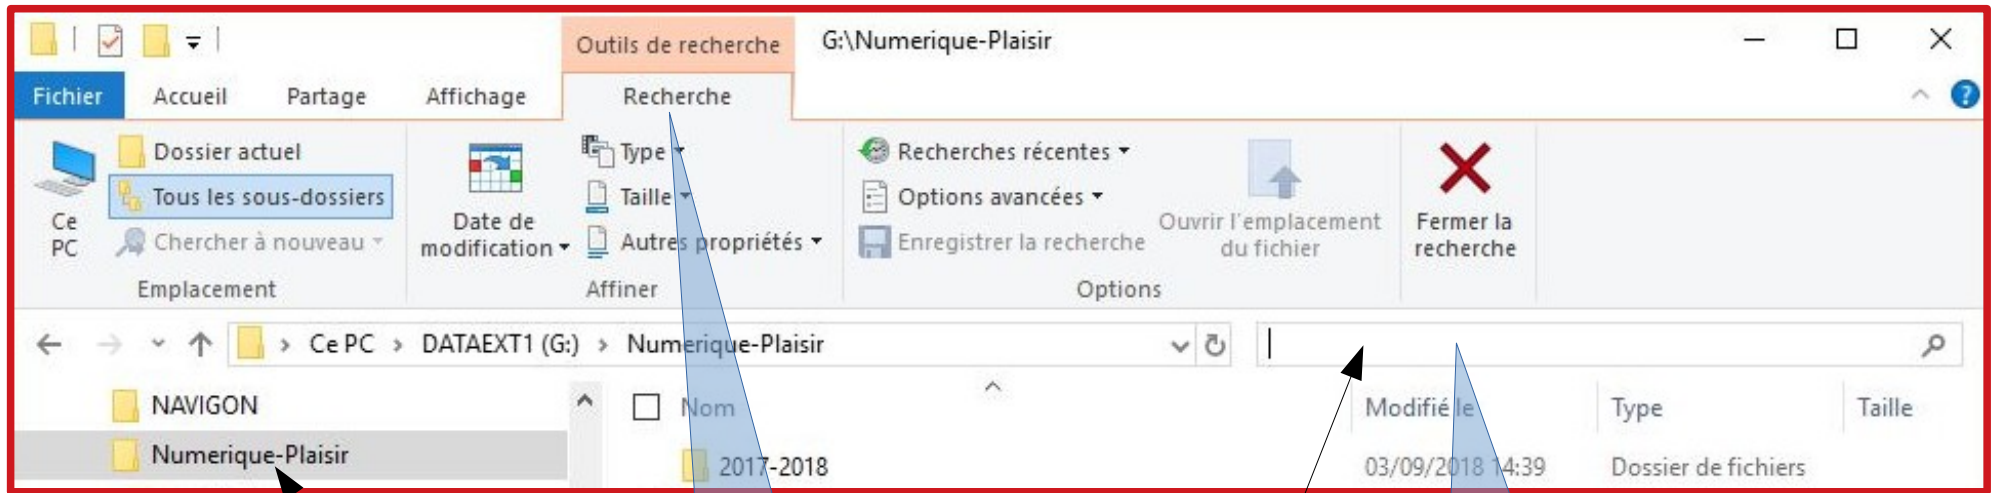 Outils de recherche G:\Numerique-Plaisir
Fichier Accueil Partage Affichage Recherche
Ce PC
Dossier actuel
Tous les sous-dossiers
Chercher à nouveau
Emplacement
Date de
modification
Type
Taille
Autres propriétés
Affiner
Recherches récentes
Options avancées
Enregistrer la recherche
Ouvrir l'emplacement
du fichier
Options
Fermer la
recherche
Ce PC > DATAEXT1 (G:) > Numerique-Plaisir
NAVIGON
Numerique-Plaisir
Nom Modifié le Type Taille
2017-2018 03/09/2018 14:39 Dossier de fichiers